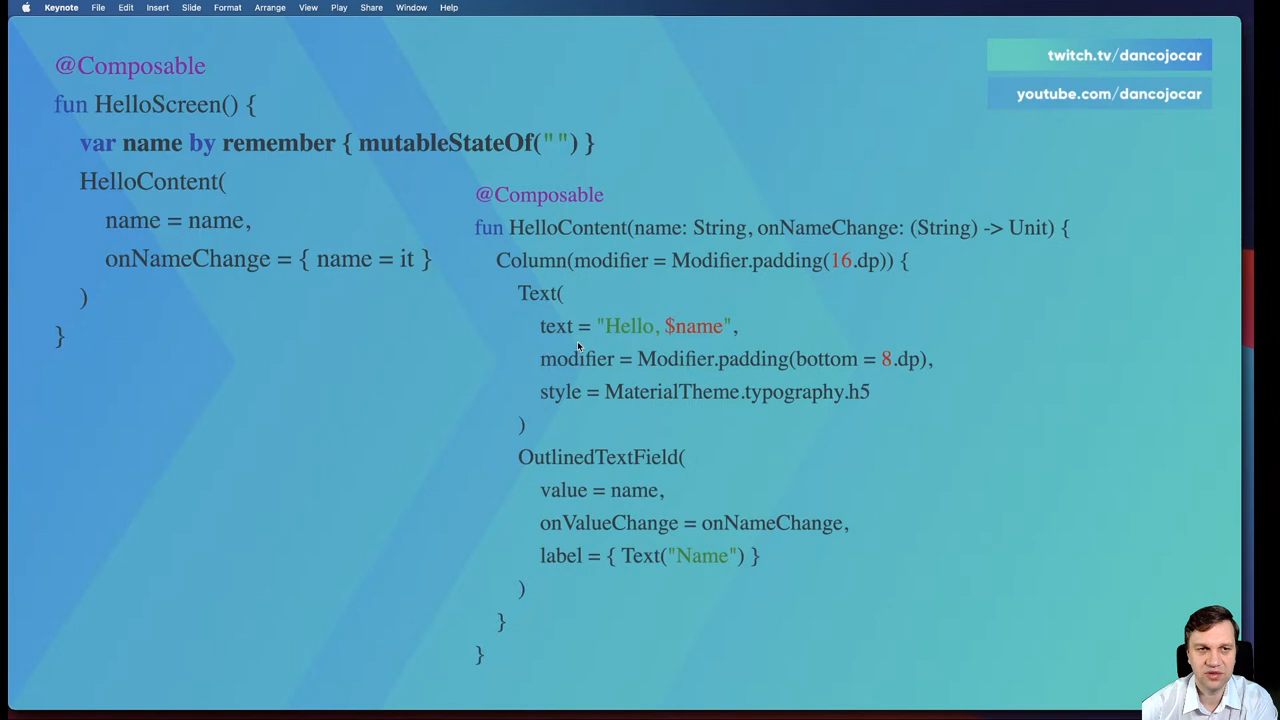 Keynote File Edit Insert Slide Format Arrange View Play Share Window Help
twitch.tv/dancojocar
youtube.com/dancojocar
@Composable
fun HelloScreen() {
var name by remember { mutableStateOf("") }
HelloContent(
name = name,
onNameChange = { name = it }
)
}
@Composable
fun HelloContent(name: String, onNameChange: (String) -> Unit) {
Column(modifier = Modifier.padding(16.dp)) {
Text(
text = "Hello, $name",
modifier = Modifier.padding(bottom = 8.dp),
style = MaterialTheme.typography.h5
)
OutlinedTextField(
value = name,
onValueChange = onNameChange,
label = { Text("Name") }
)
}
}